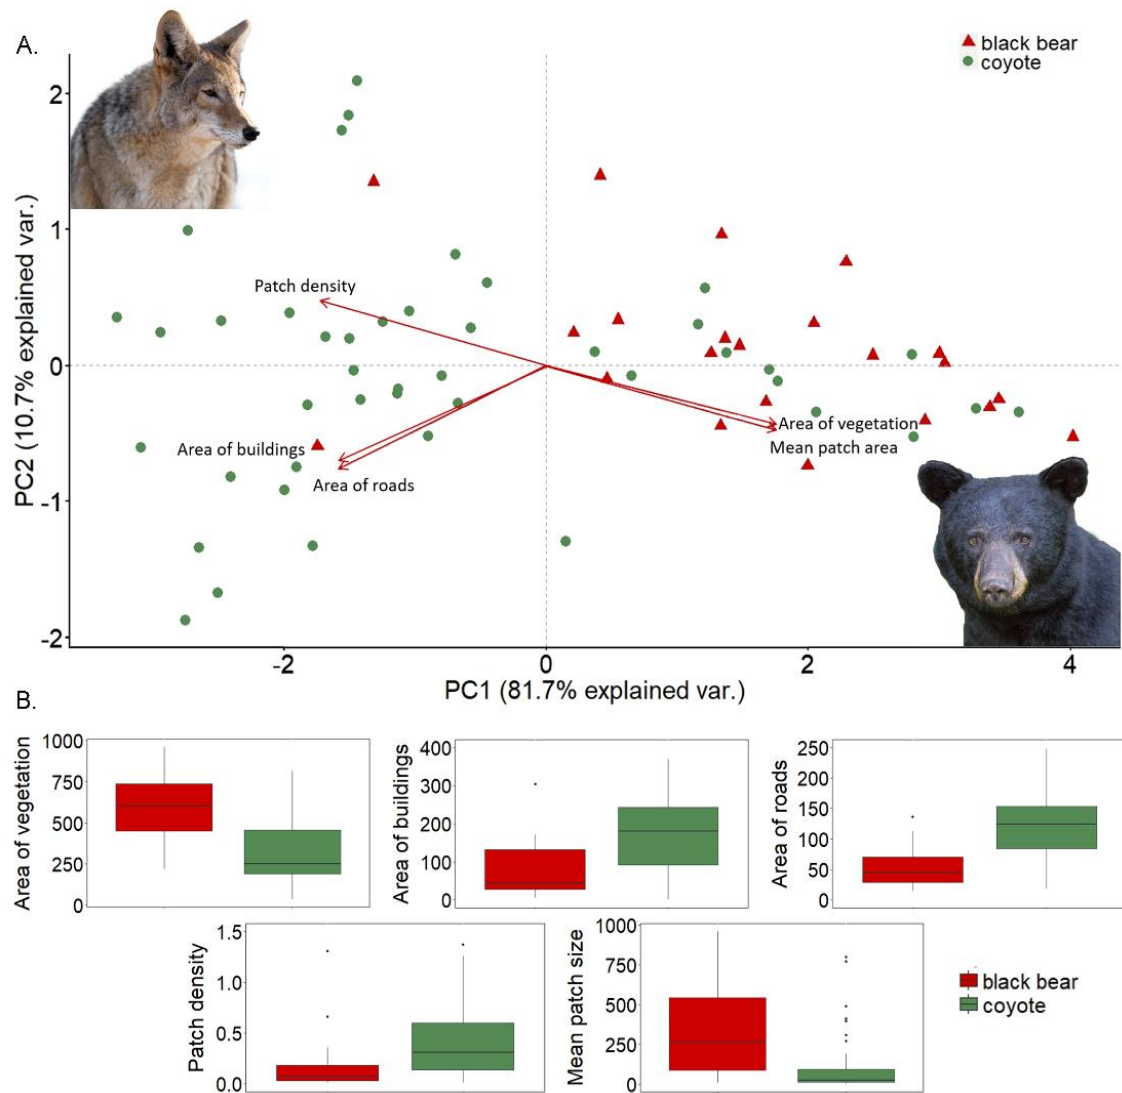 A.
black bear
coyote
PC2 (10.7% explained var.)
2
1
0
-1
-2
Patch density
Area of buildings
Area of roads
Area of vegetation
Mean patch area
-2
0
2
4
PC1 (81.7% explained var.)
B.
Area of vegetation
1000
750
500
250
0
Area of buildings
400
300
200
100
0
Area of roads
250
200
150
100
50
0
Patch density
1.5
1.0
0.5
0.0
Mean patch size
1000
750
500
250
0
black bear
coyote